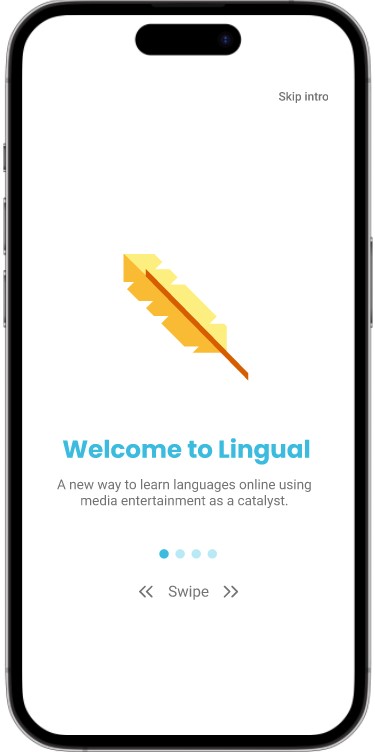 Skip intro
Welcome to Lingual
A new way to learn languages online using
media entertainment as a catalyst.
Swipe